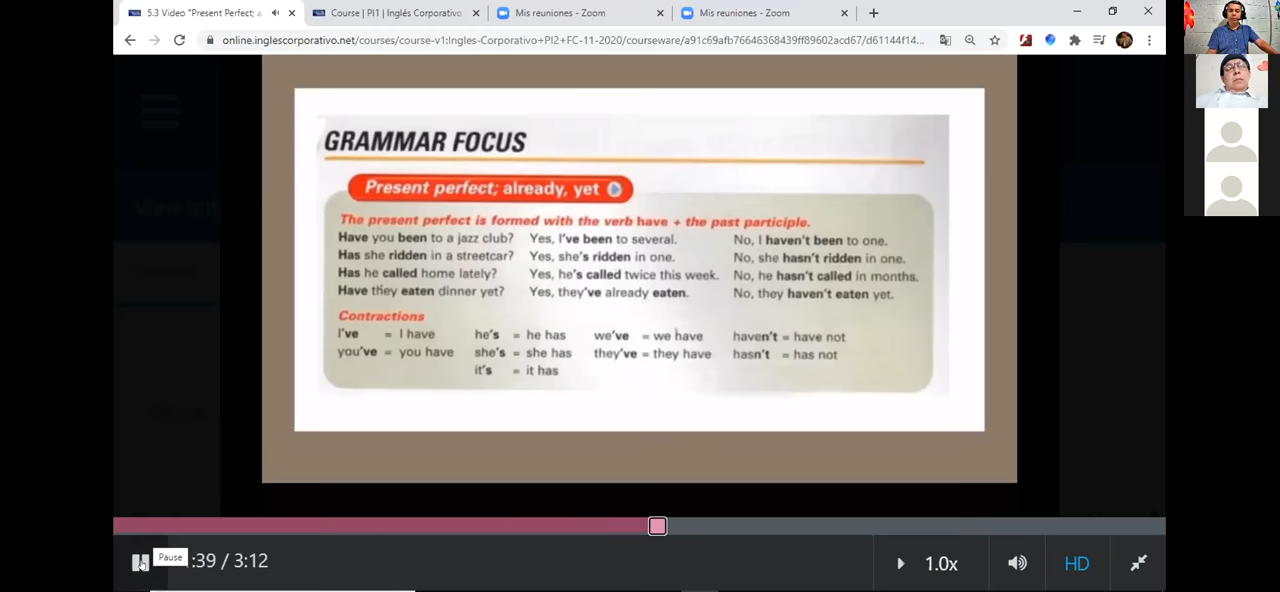 5.3 Video "Present Perfect; a
Course | PI1 | Inglés Corporativo
Mis reuniones - Zoom
Mis reuniones - Zoom
online.inglescorporativo.net/courses/course-v1:Ingles-Corporativo+PI2+FC-11-2020/courseware/a91c69afb76646368439ff89602acd67/d61144f14...
GRAMMAR FOCUS
Present perfect; already, yet
The present perfect is formed with the verb have + the past participle.
Have you been to a jazz club? Yes, I've been to several. No, I haven't been to one.
Has she ridden in a streetcar? Yes, she's ridden in one. No, she hasn't ridden in one.
Has he called home lately? Yes, he's called twice this week. No, he hasn't called in months.
Have they eaten dinner yet? Yes, they've already eaten. No, they haven't eaten yet.
Contractions
I've = I have he's = he has we've = we have haven't = have not
you've = you have she's = she has they've = they have hasn't = has not
it's = it has
Pause
:39 / 3:12
1.0x
HD